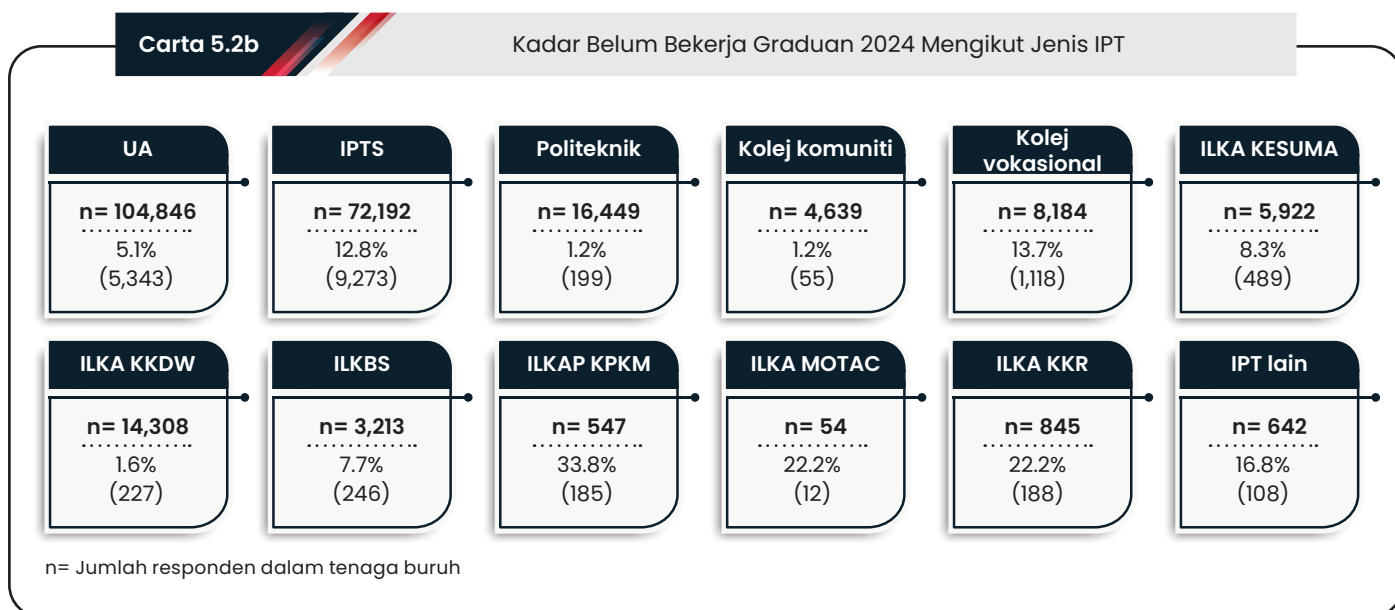 Carta 5.2b
Kadar Belum Bekerja Graduan 2024 Mengikut Jenis IPT
UA
n= 104,846
5.1%
(5,343)
IPTS
n= 72,192
12.8%
(9,273)
Politeknik
n= 16,449
1.2%
(199)
Kolej komuniti
n= 4,639
1.2%
(55)
Kolej
vokasional
n= 8,184
13.7%
(1,118)
ILKA KESUMA
n= 5,922
8.3%
(489)
ILKA KKDW
n= 14,308
1.6%
(227)
ILKBS
n= 3,213
7.7%
(246)
ILKAP KPKM
n= 547
33.8%
(185)
ILKA MOTAC
n= 54
22.2%
(12)
ILKA KKR
n= 845
22.2%
(188)
IPT lain
n= 642
16.8%
(108)
n= Jumlah responden dalam tenaga buruh